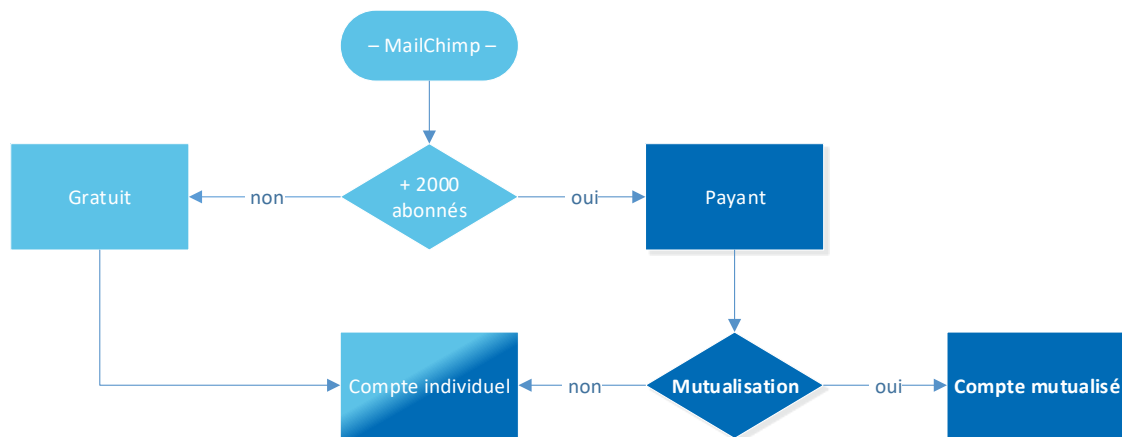 – MailChimp –
Gratuit
non
+ 2000
abonnés
oui
Payant
Compte individuel
non
Mutualisation
oui
Compte mutualisé